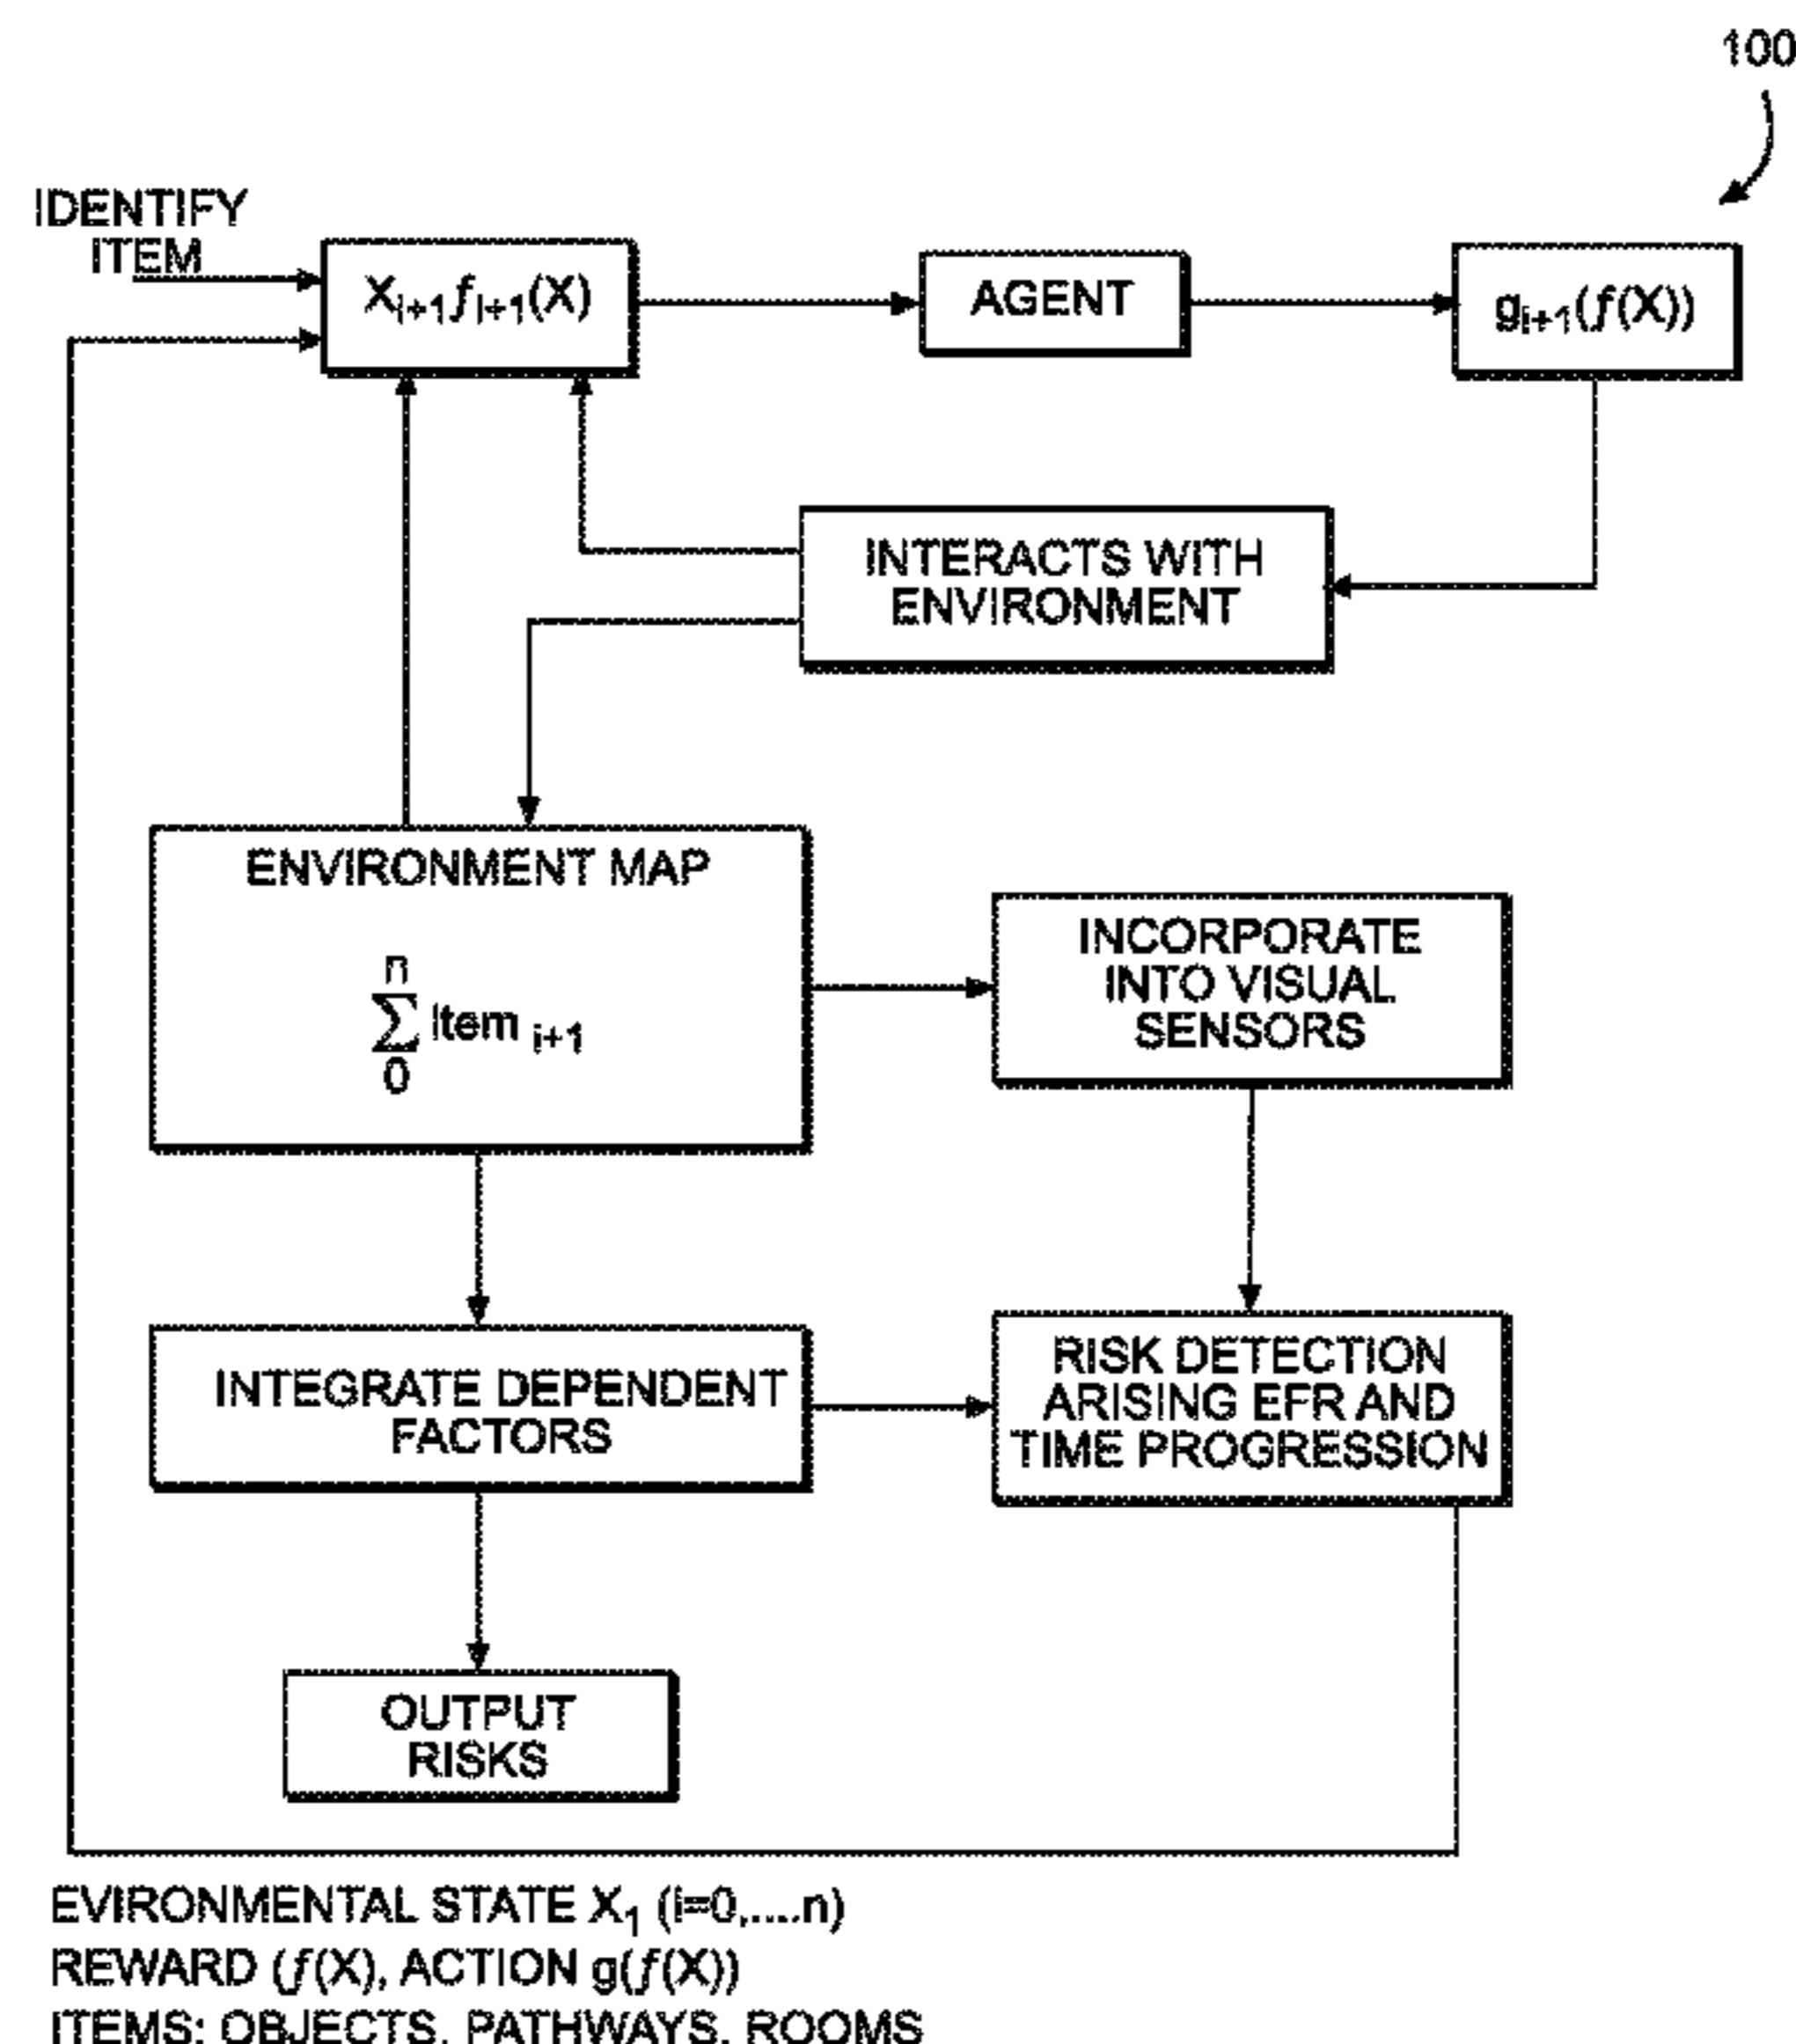 100
IDENTIFY
ITEM
Xi+1fi+1(X)
AGENT
gi+1(f(X))
INTERACTS WITH
ENVIRONMENT
ENVIRONMENT MAP
n
∑ Item i+1
0
INCORPORATE
INTO VISUAL
SENSORS
INTEGRATE DEPENDENT
FACTORS
RISK DETECTION
ARISING EFR AND
TIME PROGRESSION
OUTPUT
RISKS
EVIRONMENTAL STATE X1 (i=0,....n)
REWARD (f(X), ACTION g(f(X))
ITEMS: OBJECTS, PATHWAYS, ROOMS